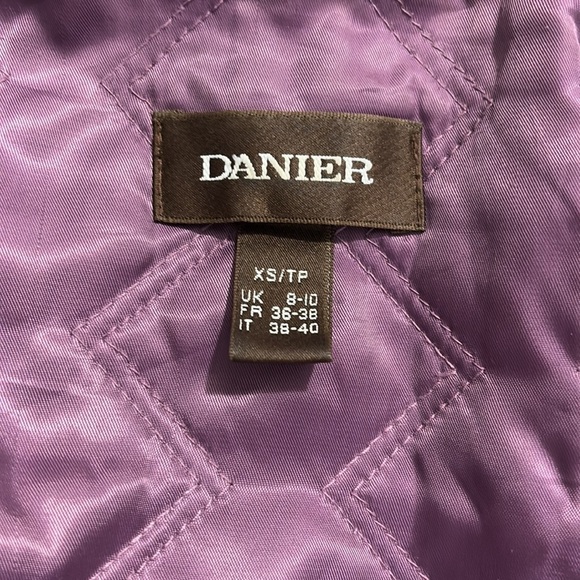 DANIER
XS/TP
UK 8-10
FR 36-38
IT 38-40